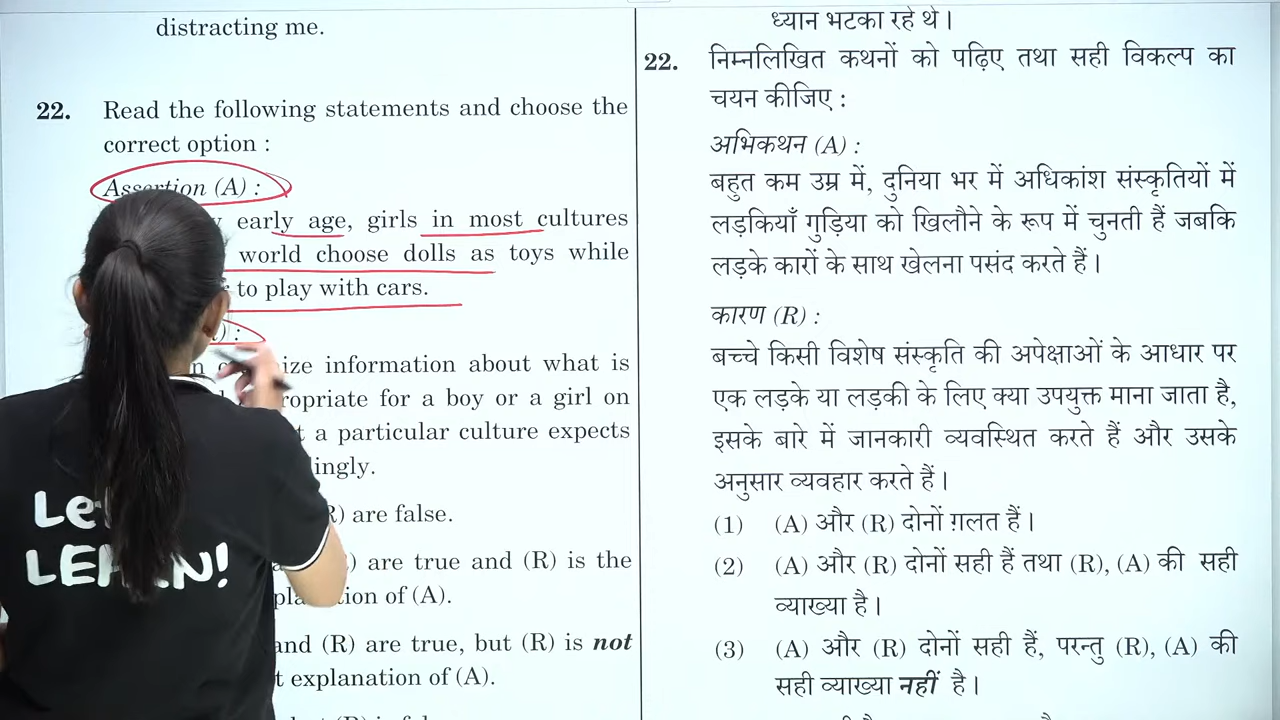 distracting me.
22. Read the following statements and choose the
correct option :
Assertion (A) :
early age, girls in most cultures
world choose dolls as toys while
to play with cars.
) :
information about what is
for a boy or a girl on
a particular culture expects
(R) are false.
are true and (R) is the
of (A).
and (R) are true, but (R) is not
explanation of (A).
ध्यान भटका रहे थे।
22. निम्नलिखित कथनों को पढ़िए तथा सही विकल्प का
चयन कीजिए :
अभिकथन (A) :
बहुत कम उम्र में, दुनिया भर में अधिकांश संस्कृतियों में
लड़कियाँ गुड़िया को खिलौने के रूप में चुनती हैं जबकि
लड़के कारों के साथ खेलना पसंद करते हैं।
कारण (R) :
बच्चे किसी विशेष संस्कृति की अपेक्षाओं के आधार पर
एक लड़के या लड़की के लिए क्या उपयुक्त माना जाता है,
इसके बारे में जानकारी व्यवस्थित करते हैं और उसके
अनुसार व्यवहार करते हैं।
(1) (A) और (R) दोनों ग़लत हैं।
(2) (A) और (R) दोनों सही हैं तथा (R), (A) की सही
व्याख्या है।
(3) (A) और (R) दोनों सही हैं, परन्तु (R), (A) की
सही व्याख्या नहीं है।
LEARN!